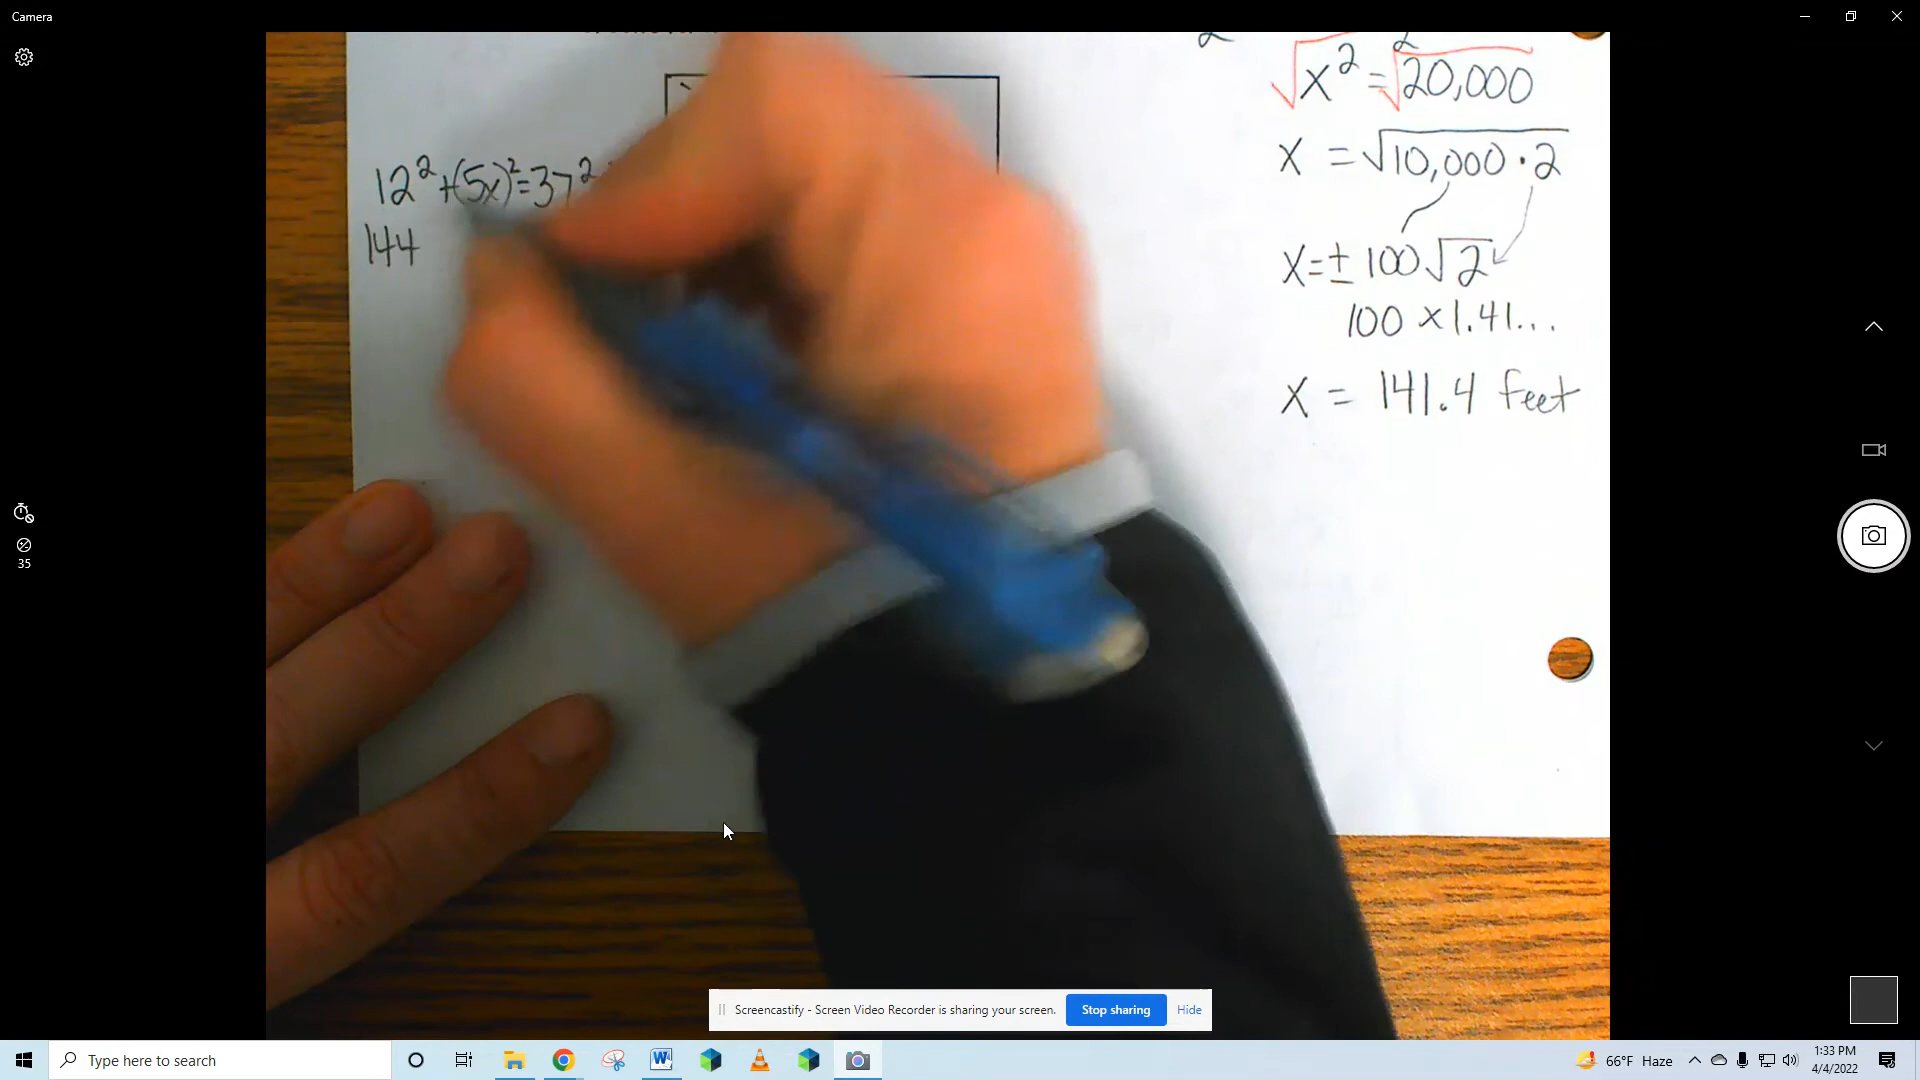 Camera
12² + (5x)² = 37²
144
√x² = √20,000
x = √10,000 · 2
x = ± 100√2
100 x 1.41...
x = 141.4 feet
35
Screencastify - Screen Video Recorder is sharing your screen.
Stop sharing
Hide
Type here to search
66°F Haze
1:33 PM
4/4/2022